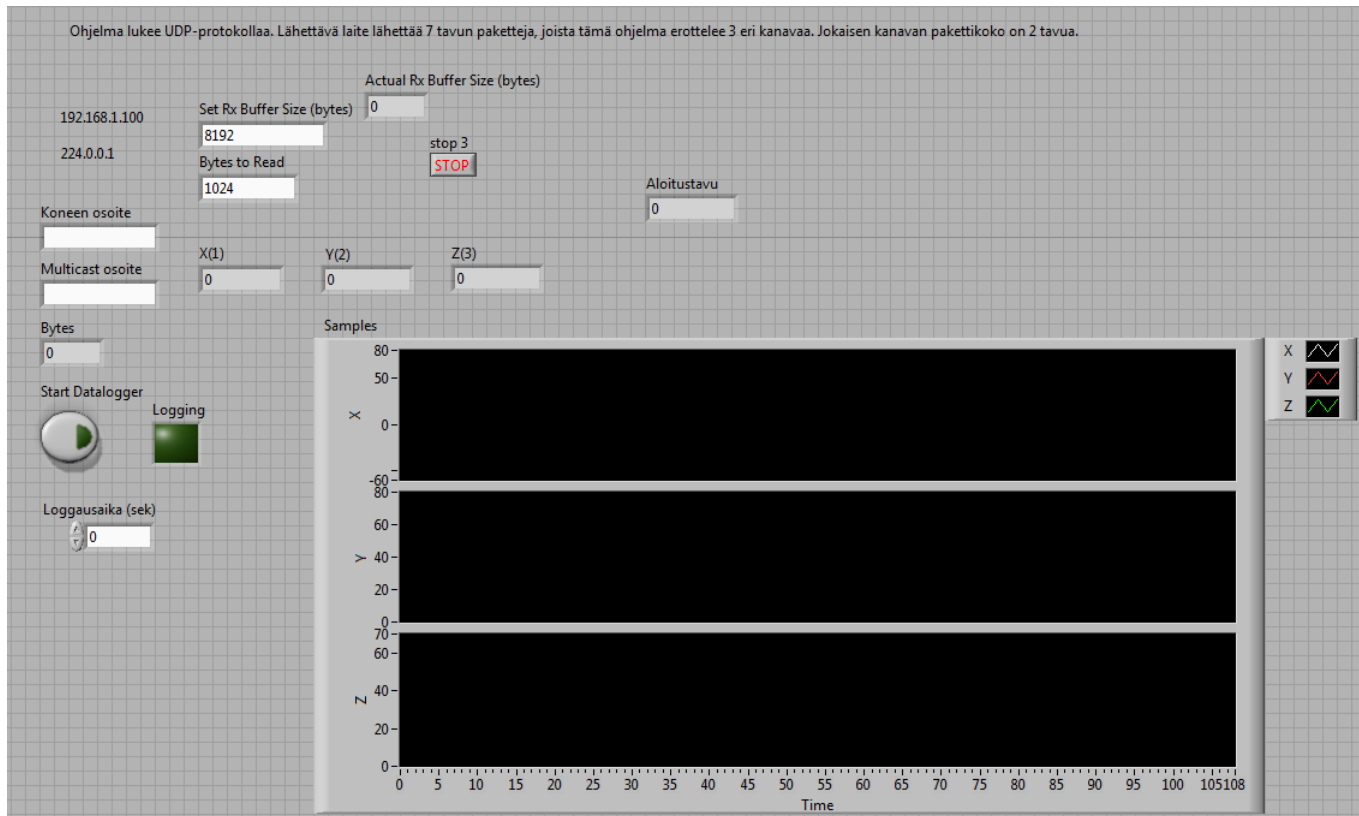 Ohjelma lukee UDP-protokollaa. Lähettävä laite lähettää 7 tavun paketteja, joista tämä ohjelma erottelee 3 eri kanavaa. Jokaisen kanavan pakettikoko on 2 tavua.
Actual Rx Buffer Size (bytes)
0
192.168.1.100
Set Rx Buffer Size (bytes)
8192
224.0.0.1
Bytes to Read
1024
stop 3
STOP
Aloitustavu
0
Koneen osoite
Multicast osoite
X(1)
0
Y(2)
0
Z(3)
0
Bytes
0
Start Datalogger
Logging
Loggausaika (sek)
0
Samples
X
80
50
0
-60
Y
80
60
40
20
0
Z
70
60
40
20
0
0 5 10 15 20 25 30 35 40 45 50 55 60 65 70 75 80 85 90 95 100 105 108
Time
X
Y
Z